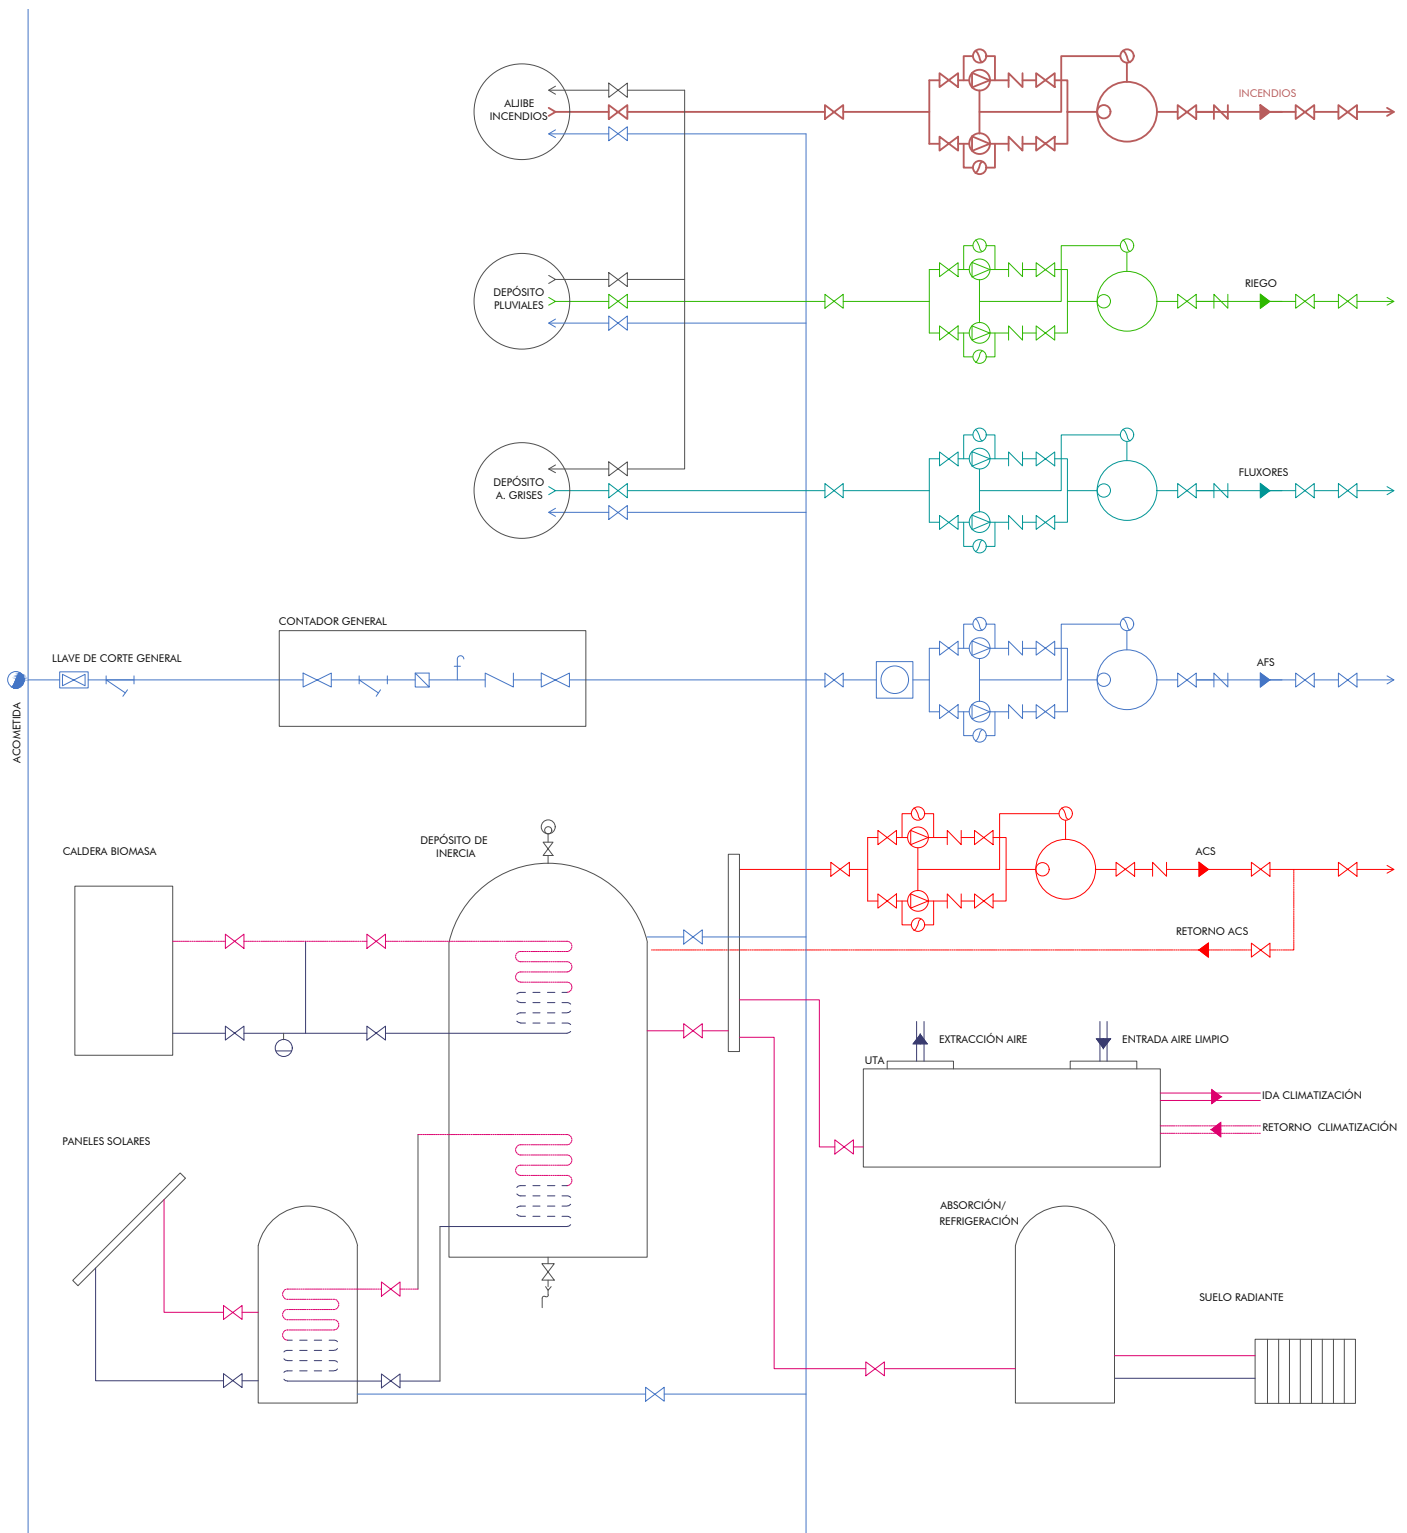 ALJIBE
INCENDIOS
INCENDIOS
DEPÓSITO
PLUVIALES
RIEGO
DEPÓSITO
A. GRISES
FLUXORES
CONTADOR GENERAL
LLAVE DE CORTE GENERAL
AFS
ACOMETIDA
CALDERA BIOMASA
DEPÓSITO DE
INERCIA
ACS
RETORNO ACS
EXTRACCIÓN AIRE
ENTRADA AIRE LIMPIO
UTA
IDA CLIMATIZACIÓN
RETORNO CLIMATIZACIÓN
PANELES SOLARES
ABSORCIÓN/
REFRIGERACIÓN
SUELO RADIANTE